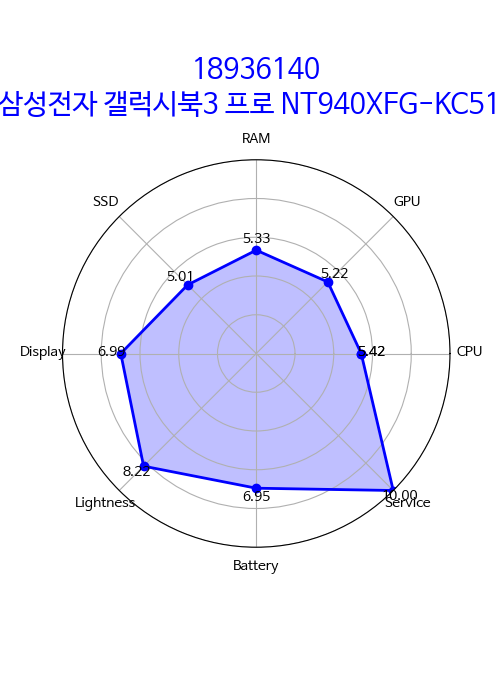 18936140
삼성전자 갤럭시북3 프로 NT940XFG-KC51
RAM
SSD
GPU
5.33
5.01
5.22
Display
6.99
5.42
CPU
8.22
6.95
10.00
Lightness
Service
Battery